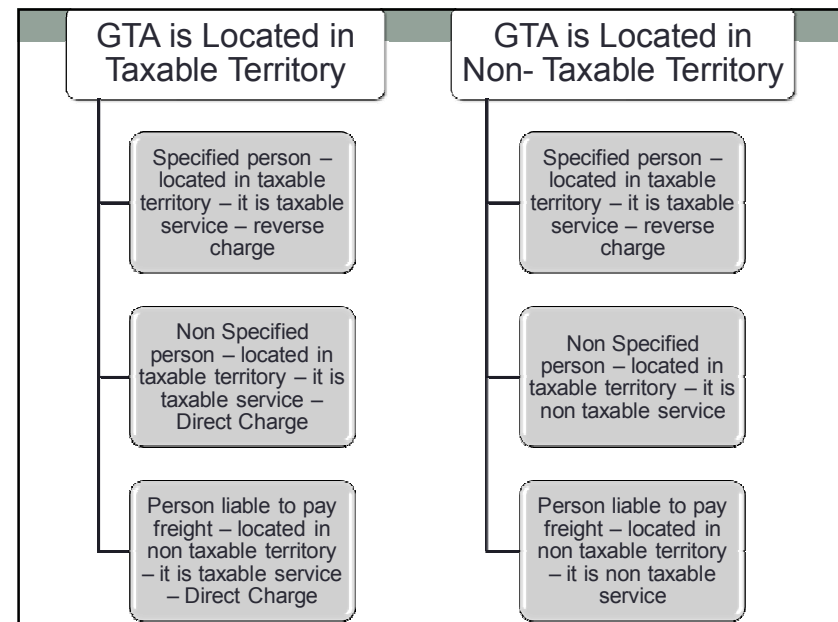 GTA is Located in
Taxable Territory
Specified person –
located in taxable
territory – it is taxable
service – reverse
charge
Non Specified
person – located in
taxable territory – it is
taxable service –
Direct Charge
Person liable to pay
freight – located in
non taxable territory
– it is taxable service
– Direct Charge
GTA is Located in
Non- Taxable Territory
Specified person –
located in taxable
territory – it is taxable
service – reverse
charge
Non Specified
person – located in
taxable territory – it is
non taxable service
Person liable to pay
freight – located in
non taxable territory
– it is non taxable
service